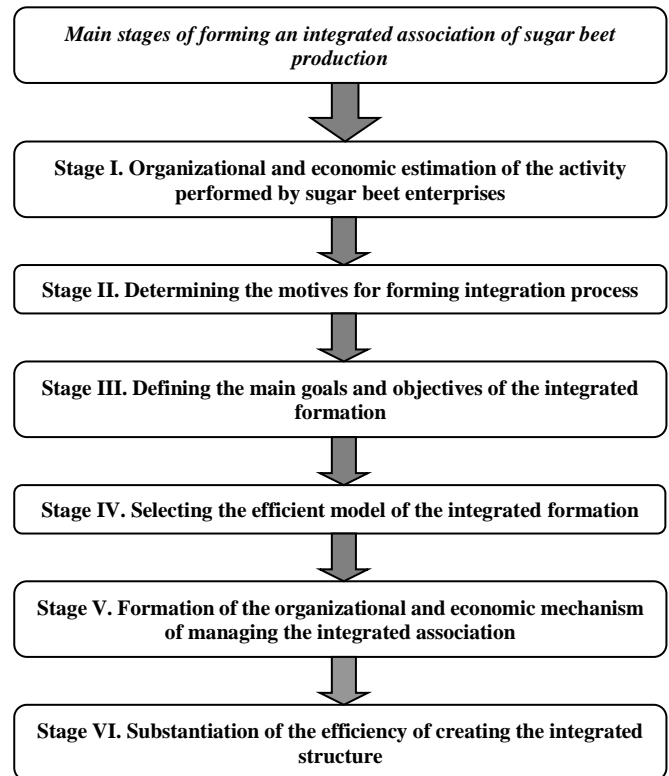 Main stages of forming an integrated association of sugar beet
production
Stage I. Organizational and economic estimation of the activity
performed by sugar beet enterprises
Stage II. Determining the motives for forming integration process
Stage III. Defining the main goals and objectives of the integrated
formation
Stage IV. Selecting the efficient model of the integrated formation
Stage V. Formation of the organizational and economic mechanism
of managing the integrated association
Stage VI. Substantiation of the efficiency of creating the integrated
structure